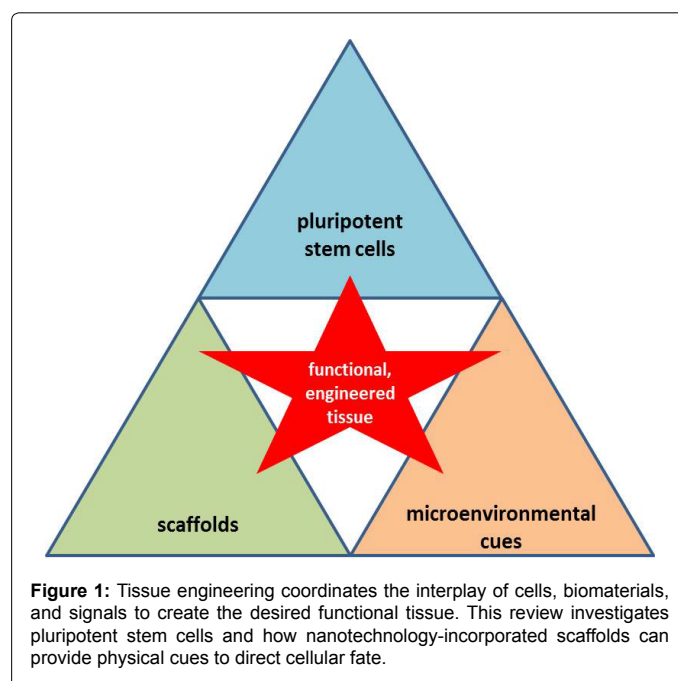 pluripotent
stem cells
functional,
engineered
tissue
scaffolds
microenvironmental
cues
Figure 1: Tissue engineering coordinates the interplay of cells, biomaterials,
and signals to create the desired functional tissue. This review investigates
pluripotent stem cells and how nanotechnology-incorporated scaffolds can
provide physical cues to direct cellular fate.